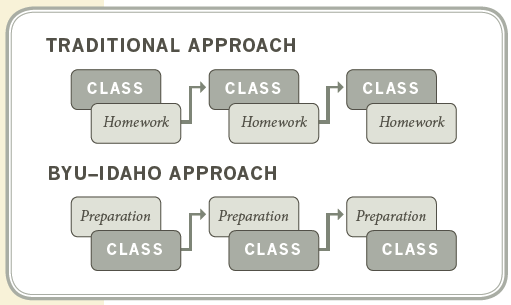 TRADITIONAL APPROACH
CLASS CLASS CLASS
Homework Homework Homework
BYU–IDAHO APPROACH
Preparation Preparation Preparation
CLASS CLASS CLASS